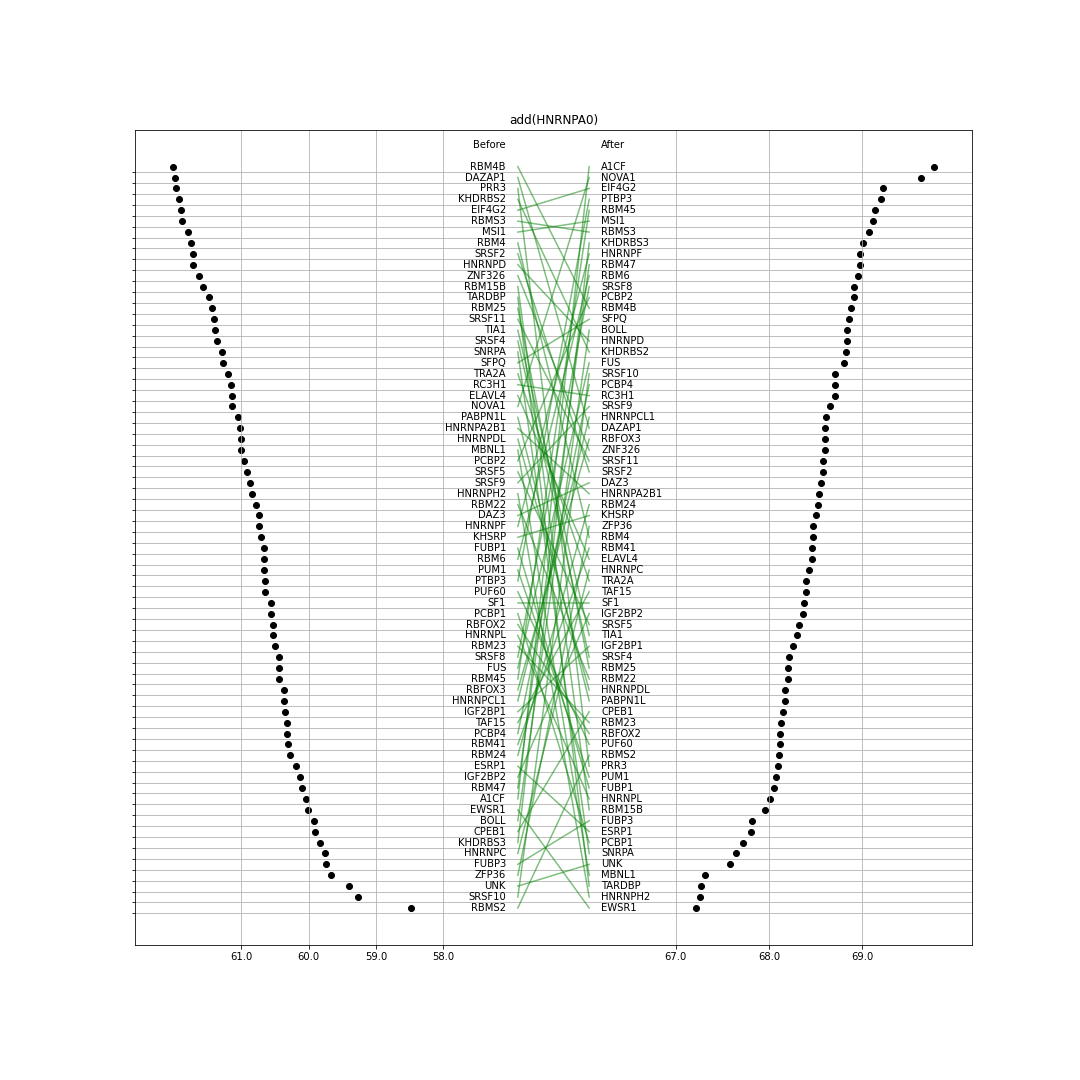 add(HNRNPA0)
Before After
RBM4B A1CF
DAZAP1 NOVA1
PRR3 EIF4G2
KHDRBS2 PTBP3
EIF4G2 RBM45
RBMS3 MSI1
MSI1 RBMS3
RBM4 KHDRBS3
SRSF2 HNRNPF
HNRNPD RBM47
ZNF326 RBM6
RBM15B SRSF8
TARDBP PCBP2
RBM25 RBM4B
SRSF11 SFPQ
TIA1 BOLL
SRSF4 HNRNPD
SNRPA KHDRBS2
SFPQ FUS
TRA2A SRSF10
RC3H1 PCBP4
ELAVL4 RC3H1
NOVA1 SRSF9
PABPN1L HNRNPCL1
HNRNPA2B1 DAZAP1
HNRNPDL RBFOX3
MBNL1 ZNF326
PCBP2 SRSF11
SRSF5 SRSF2
SRSF9 DAZ3
HNRNPH2 HNRNPA2B1
RBM22 RBM24
DAZ3 KHSRP
HNRNPF ZFP36
KHSRP RBM4
FUBP1 RBM41
RBM6 ELAVL4
PUM1 HNRNPC
PTBP3 TRA2A
PUF60 TAF15
SF1 SF1
PCBP1 IGF2BP2
RBFOX2 SRSF5
HNRNPL TIA1
RBM23 IGF2BP1
SRSF8 SRSF4
FUS RBM25
RBM45 RBM22
RBFOX3 HNRNPDL
HNRNPCL1 PABPN1L
IGF2BP1 CPEB1
TAF15 RBM23
PCBP4 RBFOX2
RBM41 PUF60
RBM24 RBMS2
ESRP1 PRR3
IGF2BP2 PUM1
RBM47 FUBP1
A1CF HNRNPL
EWSR1 RBM15B
BOLL FUBP3
CPEB1 ESRP1
KHDRBS3 PCBP1
HNRNPC SNRPA
FUBP3 UNK
ZFP36 MBNL1
UNK TARDBP
SRSF10 HNRNPH2
RBMS2 EWSR1
61.0 60.0 59.0 58.0 67.0 68.0 69.0